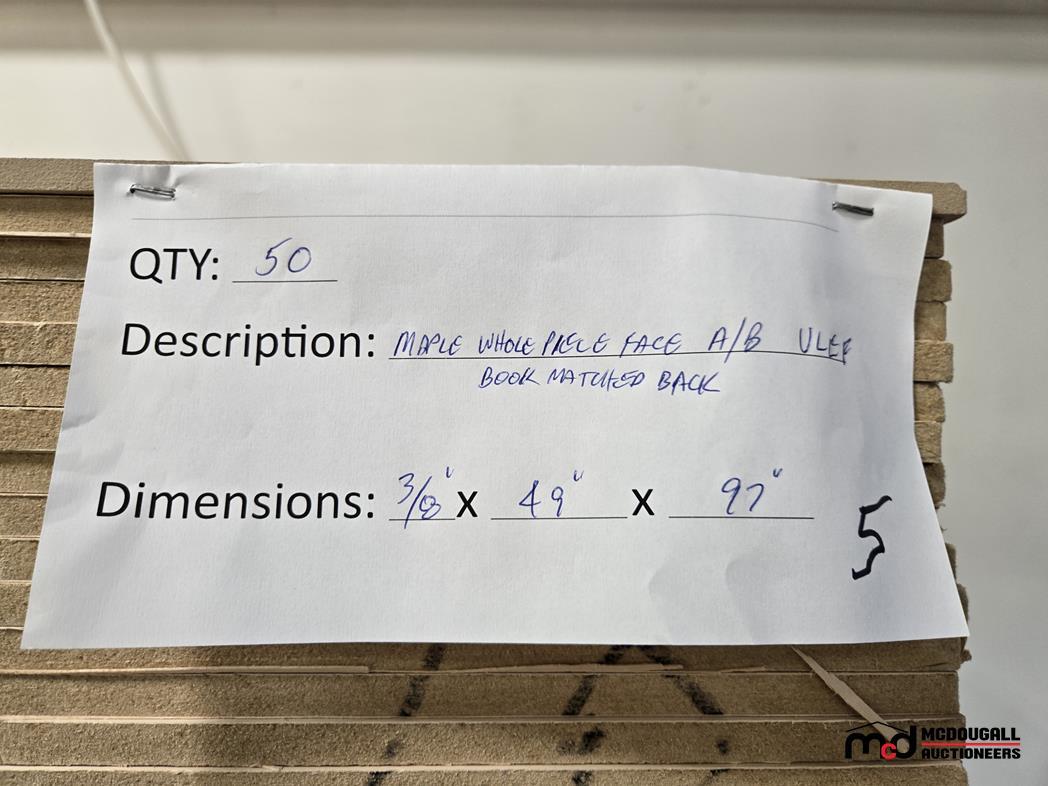 QTY: 50
Description: MAPLE WHOLE PIECE FACE A/B ULEF
BOOK MATCHED BACK
Dimensions: 3/8" X 49" X 97"
5
mcd MCDOUGALL
AUCTIONEERS